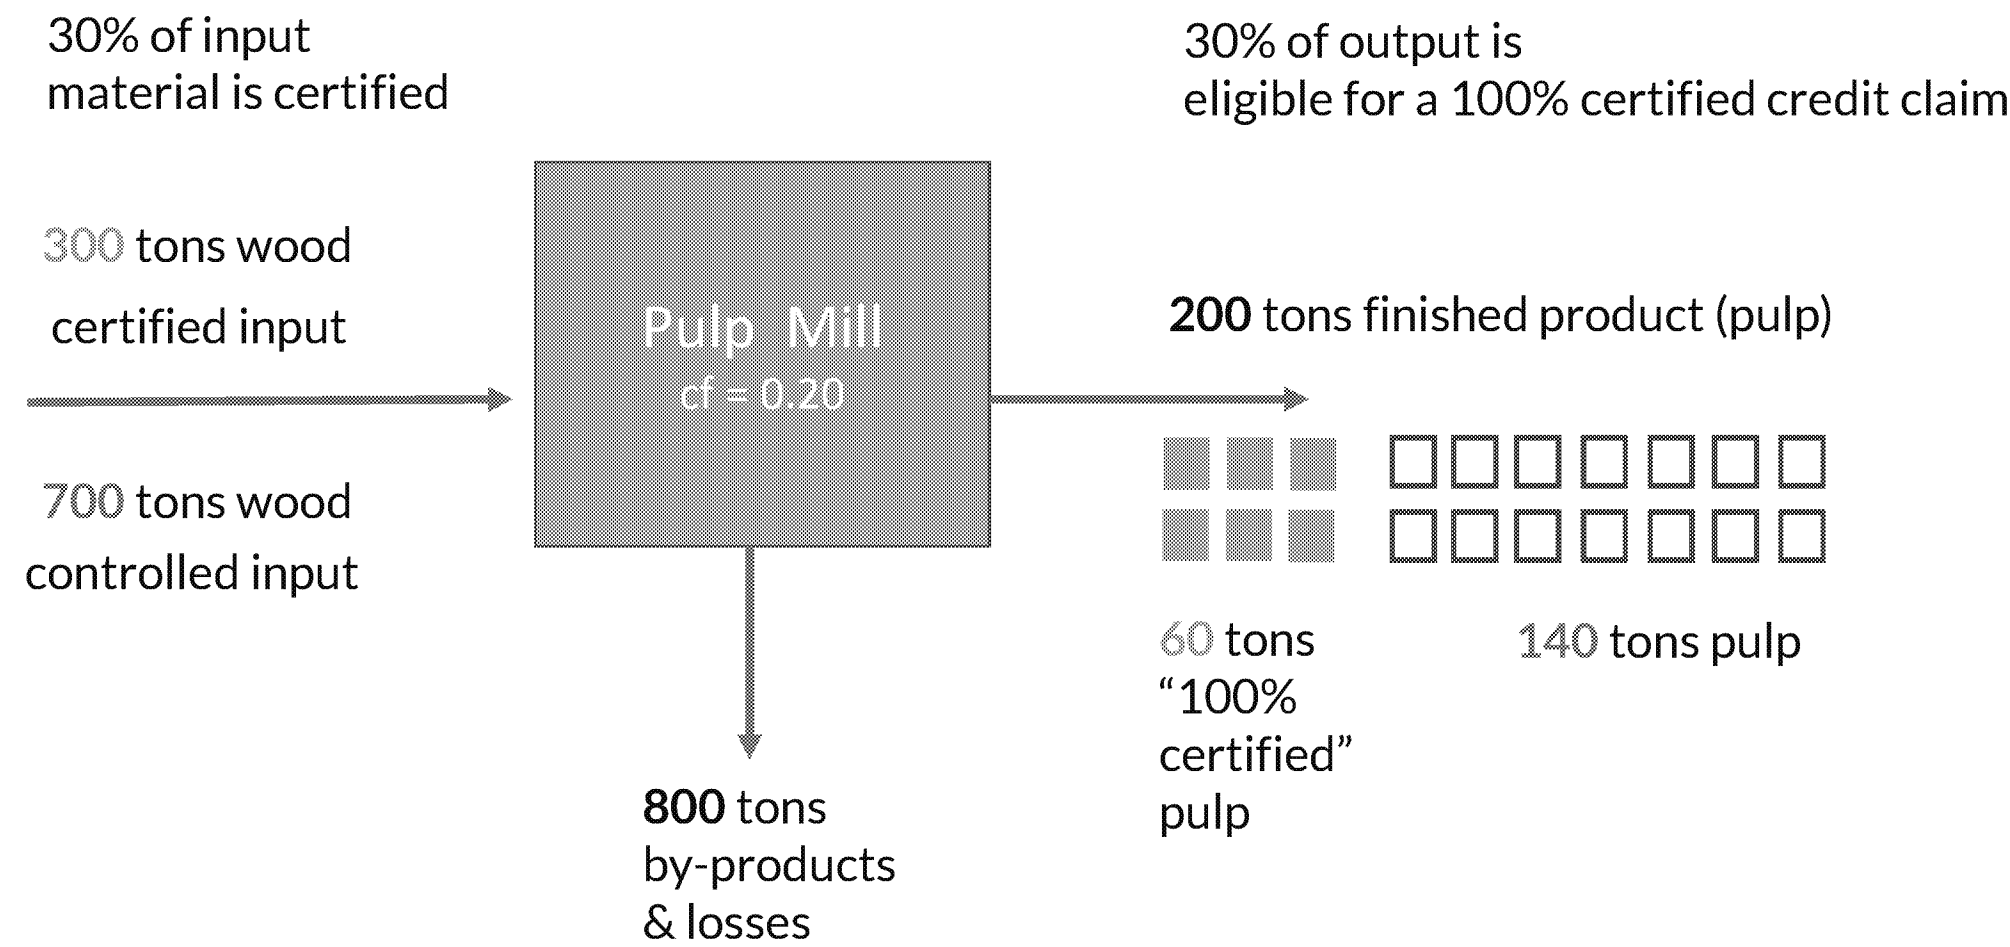 30% of input
material is certified
30% of output is
eligible for a 100% certified credit claim
300 tons wood
certified input
700 tons wood
controlled input
Pulp Mill
cf = 0.20
200 tons finished product (pulp)
60 tons
“100%
certified”
pulp
140 tons pulp
800 tons
by-products
& losses